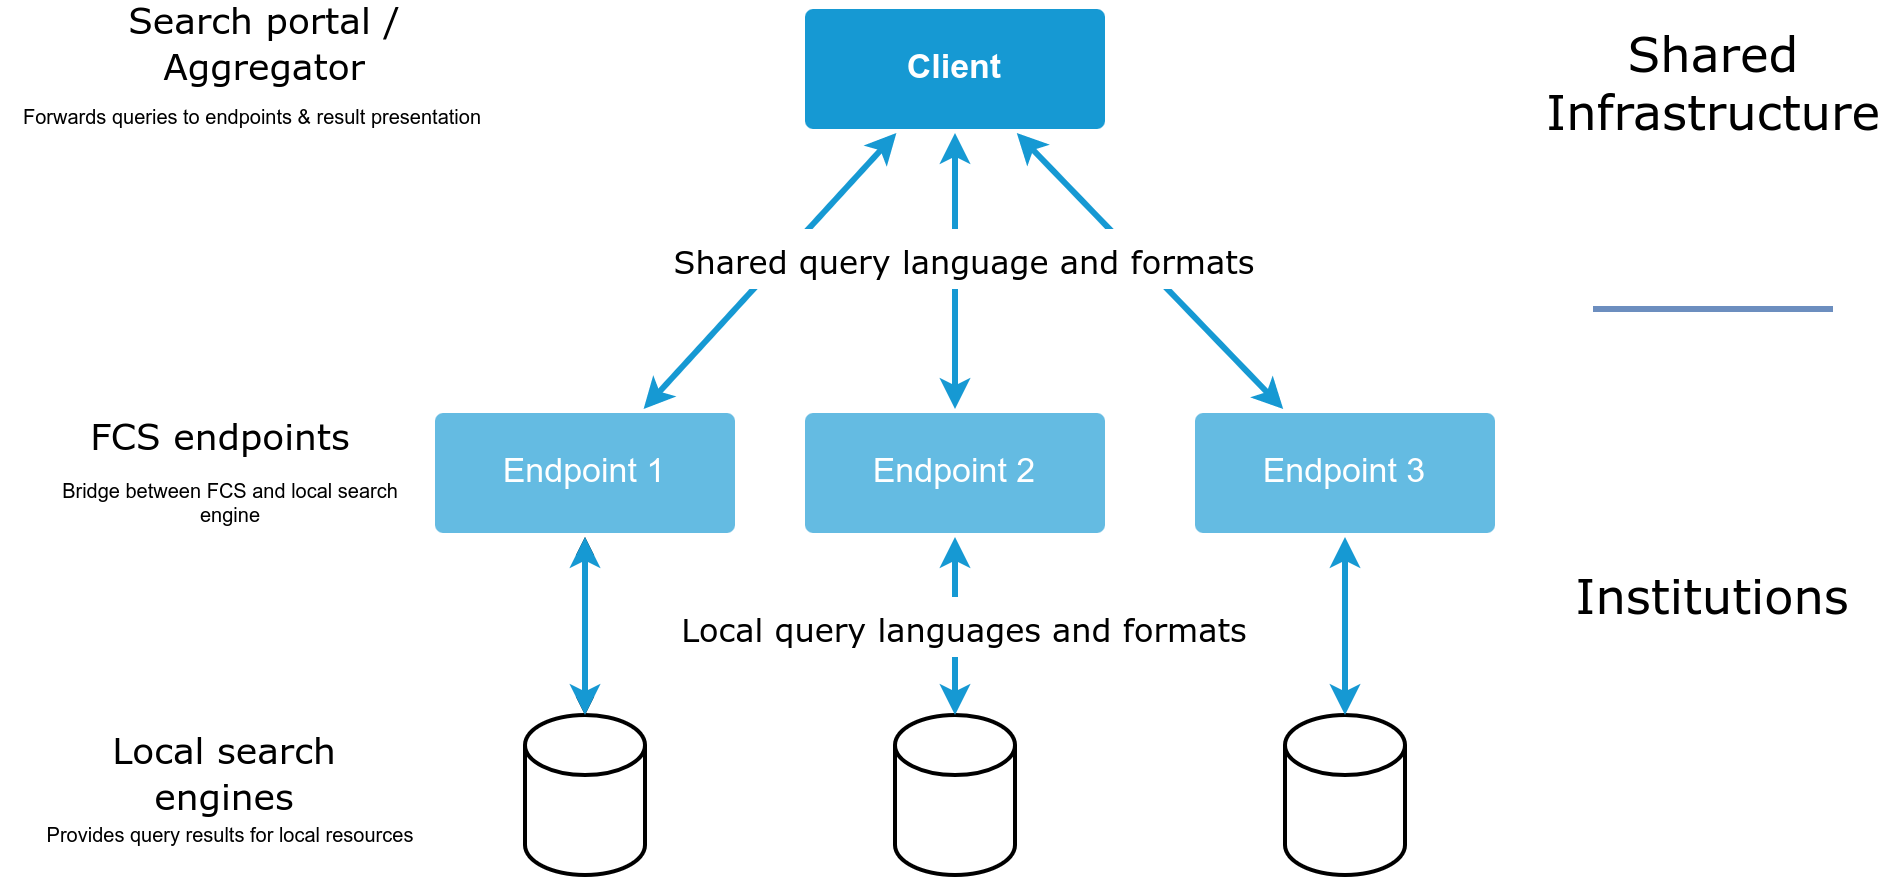 Search portal /
Aggregator
Forwards queries to endpoints & result presentation
Client
Shared
Infrastructure
Shared query language and formats
FCS endpoints
Bridge between FCS and local search
engine
Endpoint 1
Endpoint 2
Endpoint 3
Institutions
Local query languages and formats
Local search
engines
Provides query results for local resources